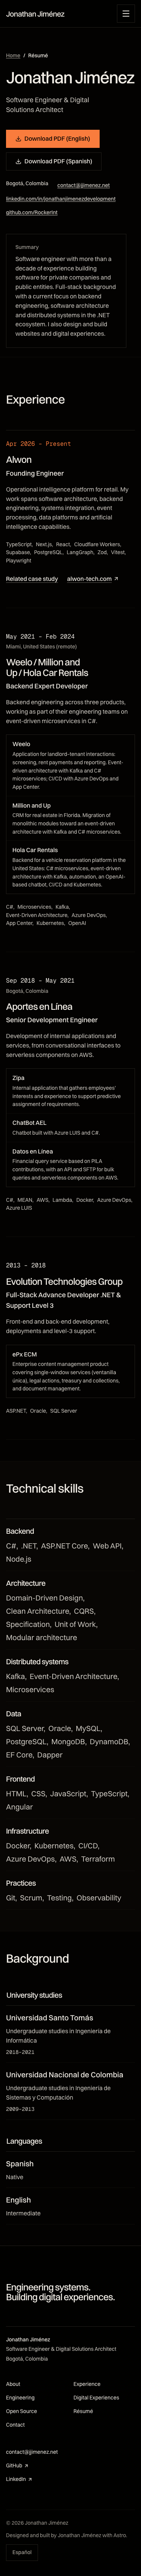 Jonathan Jiménez
Home / Résumé
Jonathan Jiménez
Software Engineer & Digital
Solutions Architect
Download PDF (English)
Download PDF (Spanish)
Bogotá, Colombia contact@jjimenez.net
linkedin.com/in/jonathanjimenezdevelopment
github.com/Rockerint
Summary
Software engineer with more than a
decade of experience building
software for private companies and
public entities. Full-stack background
with a current focus on backend
engineering, software architecture
and distributed systems in the .NET
ecosystem. I also design and build
websites and digital experiences.
Experience
Apr 2026 – Present
Alwon
Founding Engineer
Operational intelligence platform for retail. My
work spans software architecture, backend
engineering, systems integration, event
processing, data platforms and artificial
intelligence capabilities.
TypeScript, Next.js, React, Cloudflare Workers,
Supabase, PostgreSQL, LangGraph, Zod, Vitest,
Playwright
Related case study alwon-tech.com ↗
May 2021 – Feb 2024
Miami, United States (remote)
Weelo / Million and
Up / Hola Car Rentals
Backend Expert Developer
Backend engineering across three products,
working as part of the engineering teams on
event-driven microservices in C#.
Weelo
Application for landlord-tenant interactions:
screening, rent payments and reporting. Event-
driven architecture with Kafka and C#
microservices; CI/CD with Azure DevOps and
App Center.
Million and Up
CRM for real estate in Florida. Migration of
monolithic modules toward an event-driven
architecture with Kafka and C# microservices.
Hola Car Rentals
Backend for a vehicle reservation platform in the
United States: C# microservices, event-driven
architecture with Kafka, automation, an OpenAI-
based chatbot, CI/CD and Kubernetes.
C#, Microservices, Kafka,
Event-Driven Architecture, Azure DevOps,
App Center, Kubernetes, OpenAI
Sep 2018 – May 2021
Bogotá, Colombia
Aportes en Línea
Senior Development Engineer
Development of internal applications and
services, from conversational interfaces to
serverless components on AWS.
Zipa
Internal application that gathers employees'
interests and experience to support predictive
assignment of requirements.
ChatBot AEL
Chatbot built with Azure LUIS and C#.
Datos en Línea
Financial query service based on PILA
contributions, with an API and SFTP for bulk
queries and serverless components on AWS.
C#, MEAN, AWS, Lambda, Docker, Azure DevOps,
Azure LUIS
2013 – 2018
Evolution Technologies Group
Full-Stack Advance Developer .NET &
Support Level 3
Front-end and back-end development,
deployments and level-3 support.
ePx ECM
Enterprise content management product
covering single-window services (ventanilla
única), legal actions, treasury and collections,
and document management.
ASP.NET, Oracle, SQL Server
Technical skills
Backend
C#, .NET, ASP.NET Core, Web API,
Node.js
Architecture
Domain-Driven Design,
Clean Architecture, CQRS,
Specification, Unit of Work,
Modular architecture
Distributed systems
Kafka, Event-Driven Architecture,
Microservices
Data
SQL Server, Oracle, MySQL,
PostgreSQL, MongoDB, DynamoDB,
EF Core, Dapper
Frontend
HTML, CSS, JavaScript, TypeScript,
Angular
Infrastructure
Docker, Kubernetes, CI/CD,
Azure DevOps, AWS, Terraform
Practices
Git, Scrum, Testing, Observability
Background
University studies
Universidad Santo Tomás
Undergraduate studies in Ingeniería de
Informática
2018–2021
Universidad Nacional de Colombia
Undergraduate studies in Ingeniería de
Sistemas y Computación
2009–2013
Languages
Spanish
Native
English
Intermediate
Engineering systems.
Building digital experiences.
Jonathan Jiménez
Software Engineer & Digital Solutions Architect
Bogotá, Colombia
About Experience
Engineering Digital Experiences
Open Source Résumé
Contact
contact@jjimenez.net
GitHub ↗
LinkedIn ↗
© 2026 Jonathan Jiménez
Designed and built by Jonathan Jiménez with Astro.
Español